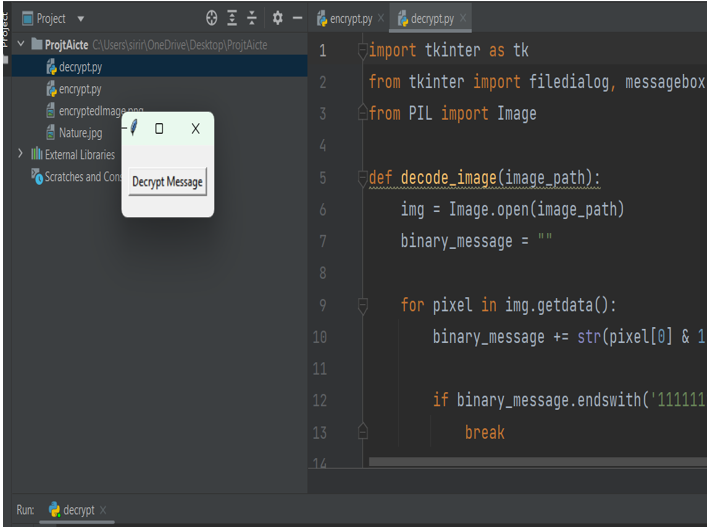 Project
Project
ProjtAicte C:\Users\sirir\OneDrive\Desktop\ProjtAicte
decrypt.py
encrypt.py
encryptedImage.png
Nature.jpg
External Libraries
Scratches and Cons
Decrypt Message
encrypt.py
decrypt.py
1 import tkinter as tk
2 from tkinter import filedialog, messagebox
3 from PIL import Image
4
5 def decode_image(image_path):
6 img = Image.open(image_path)
7 binary_message = ""
8
9 for pixel in img.getdata():
10 binary_message += str(pixel[0] & 1
11
12 if binary_message.endswith('111111
13 break
14
Run: decrypt